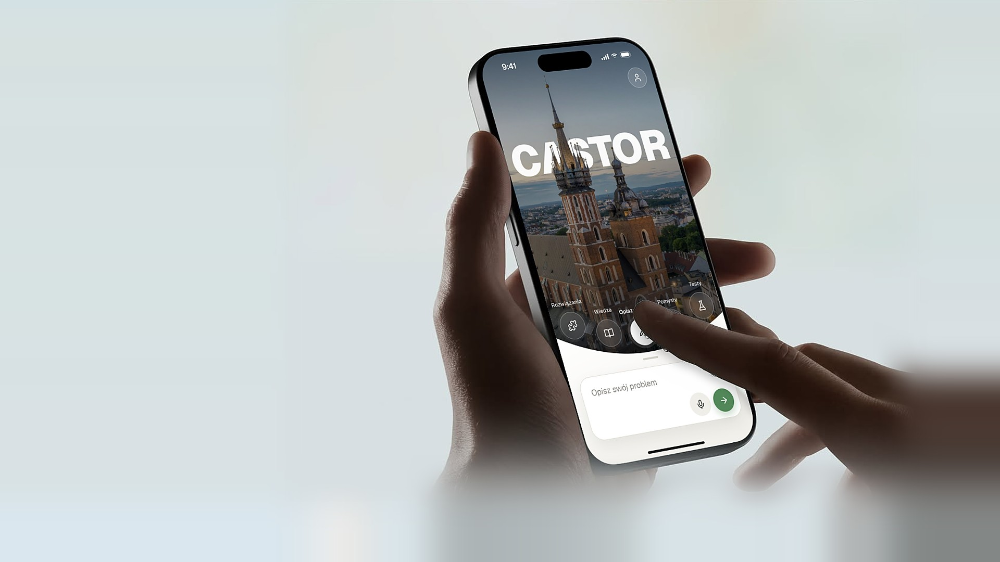 9:41
CASTOR
Testy
Pomysły
Rozwiązania
Wiedza
Opisz
Opisz swój problem